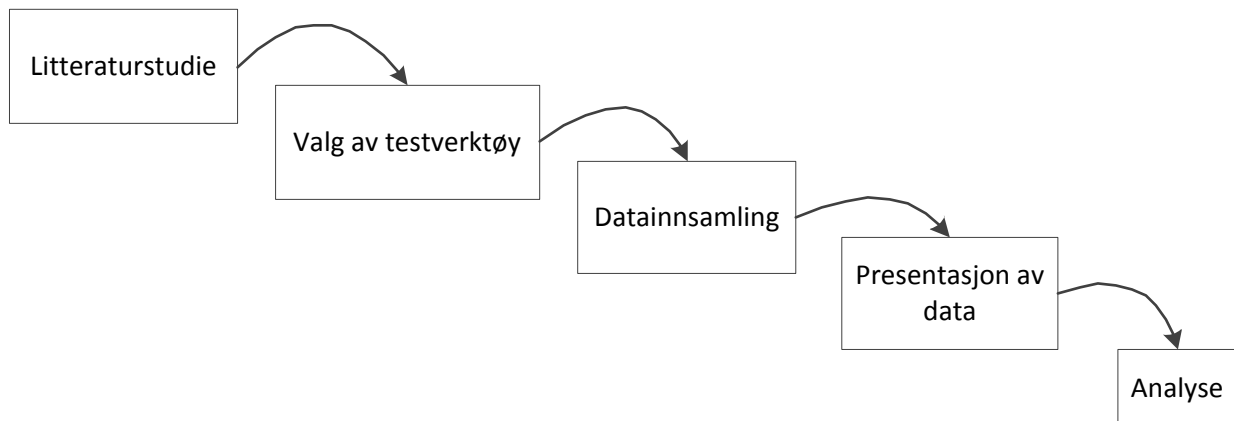 Litteraturstudie
Valg av testverktøy
Datainnsamling
Presentasjon av
data
Analyse